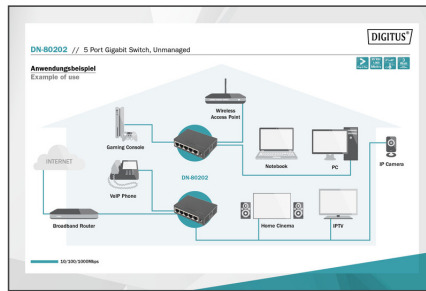 DIGITUS®
DN-80202 // 5 Port Gigabit Switch, Unmanaged
Anwendungsbeispiel
Example of use
Wireless
Access Point
Gaming Console
INTERNET
Notebook
PC
IP Camera
DN-80202
VoIP Phone
Broadband Router
Home Cinema
IPTV
10/100/1000Mbps